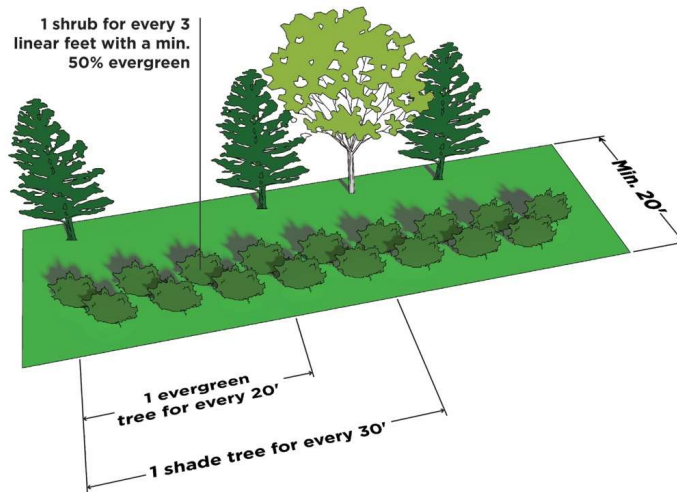 1 shrub for every 3
linear feet with a min.
50% evergreen
Min. 20'
1 evergreen
tree for every 20'
1 shade tree for every 30'